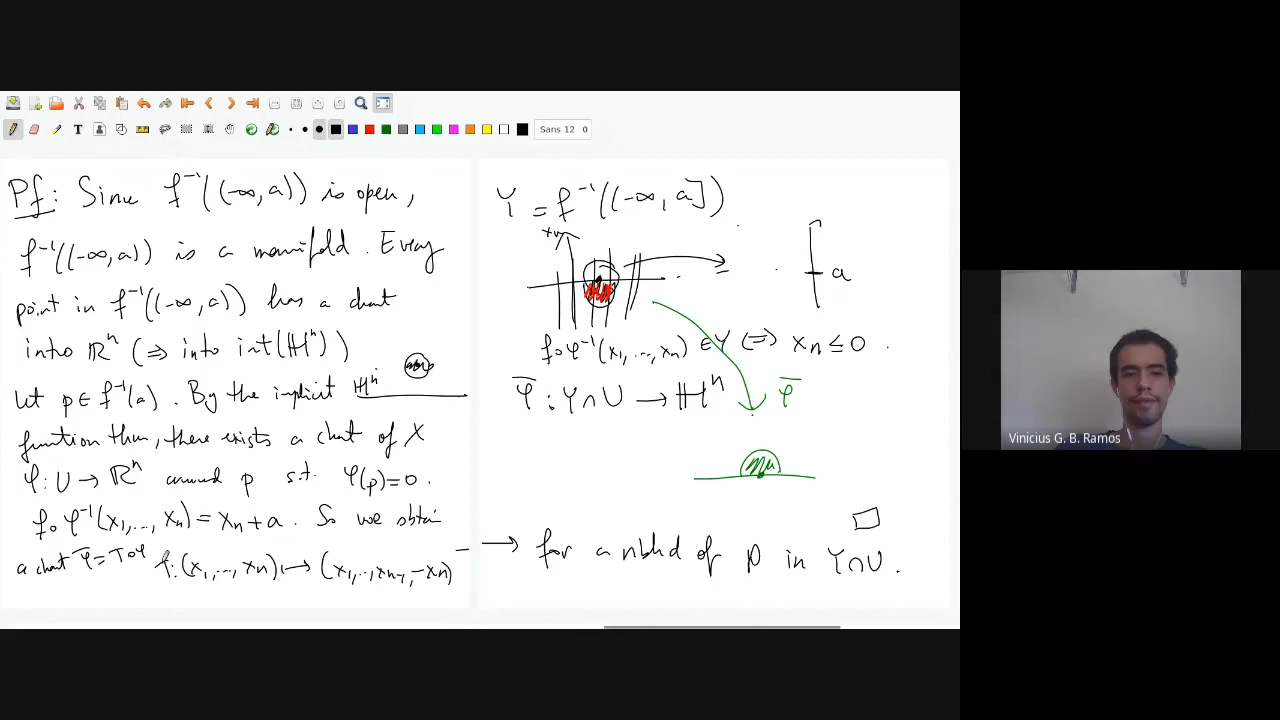 Sans 12 0
Pf: Since f⁻¹((-∞,a)) is open,
f⁻¹((-∞,a)) is a manifold. Every
point in f⁻¹((-∞,a)) has a chart
into ℝⁿ (⇒ into int(ℍⁿ))
ℍⁿ
Let p ∈ f⁻¹(a). By the implicit
function thm, there exists a chart of X
φ: U → ℝⁿ around p s.t. φ(p)=0.
f∘φ⁻¹(x₁,...,xₙ) = xₙ + a. So we obtain
a chart φ̄ = T∘φ (x₁,..,xₙ) ↦ (x₁,..,xₙ₋₁,-xₙ)
Y = f⁻¹((-∞,a])
xₙ
a
f∘φ⁻¹(x₁,...,xₙ) ∈ Y ⇔ xₙ ≤ 0.
φ̄ : Y∩U → ℍⁿ
φ̄
→ for a nbhd of p in Y∩U.
Vinicius G. B. Ramos